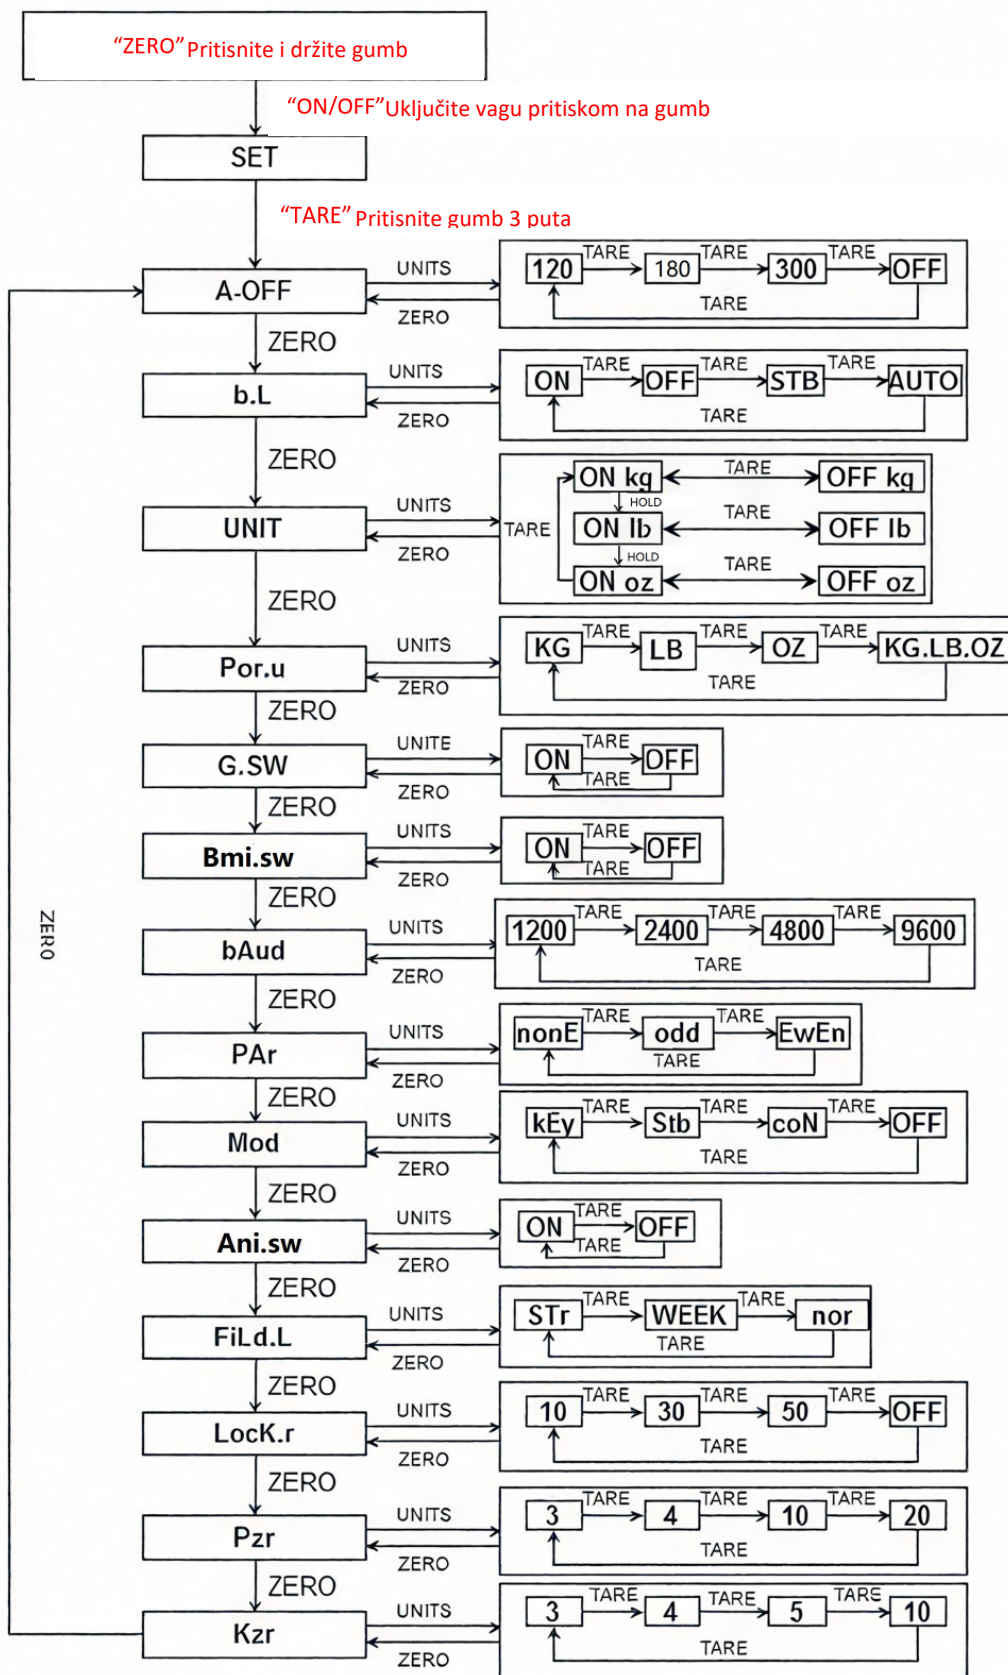 “ZERO” Pritisnite i držite gumb
“ON/OFF” Uključite vagu pritiskom na gumb
SET
“TARE” Pritisnite gumb 3 puta
A-OFF
UNITS
ZERO
120 TARE 180 TARE 300 TARE OFF
TARE
ZERO
b.L
UNITS
ZERO
ON TARE OFF TARE STB TARE AUTO
TARE
ZERO
UNIT
UNITS
ZERO
TARE
ON kg TARE OFF kg
HOLD
ON lb TARE OFF lb
HOLD
ON oz TARE OFF oz
ZERO
Por.u
UNITS
ZERO
KG TARE LB TARE OZ TARE KG.LB.OZ
TARE
ZERO
G.SW
UNITE
ZERO
ON TARE OFF
TARE
ZERO
Bmi.sw
UNITS
ZERO
ON TARE OFF
TARE
ZERO
bAud
UNITS
ZERO
1200 TARE 2400 TARE 4800 TARE 9600
TARE
ZERO
PAr
UNITS
ZERO
nonE TARE odd TARE EwEn
TARE
ZERO
Mod
UNITS
ZERO
kEy TARE Stb TARE coN TARE OFF
TARE
ZERO
Ani.sw
UNITS
ZERO
ON TARE OFF
TARE
ZERO
FiLd.L
UNITS
ZERO
STr TARE WEEK TARE nor
TARE
ZERO
LocK.r
UNITS
ZERO
10 TARE 30 TARE 50 TARE OFF
TARE
ZERO
Pzr
UNITS
ZERO
3 TARE 4 TARE 10 TARE 20
TARE
ZERO
Kzr
UNITS
ZERO
3 TARE 4 TARE 5 TARE 10
TARE
ZERO